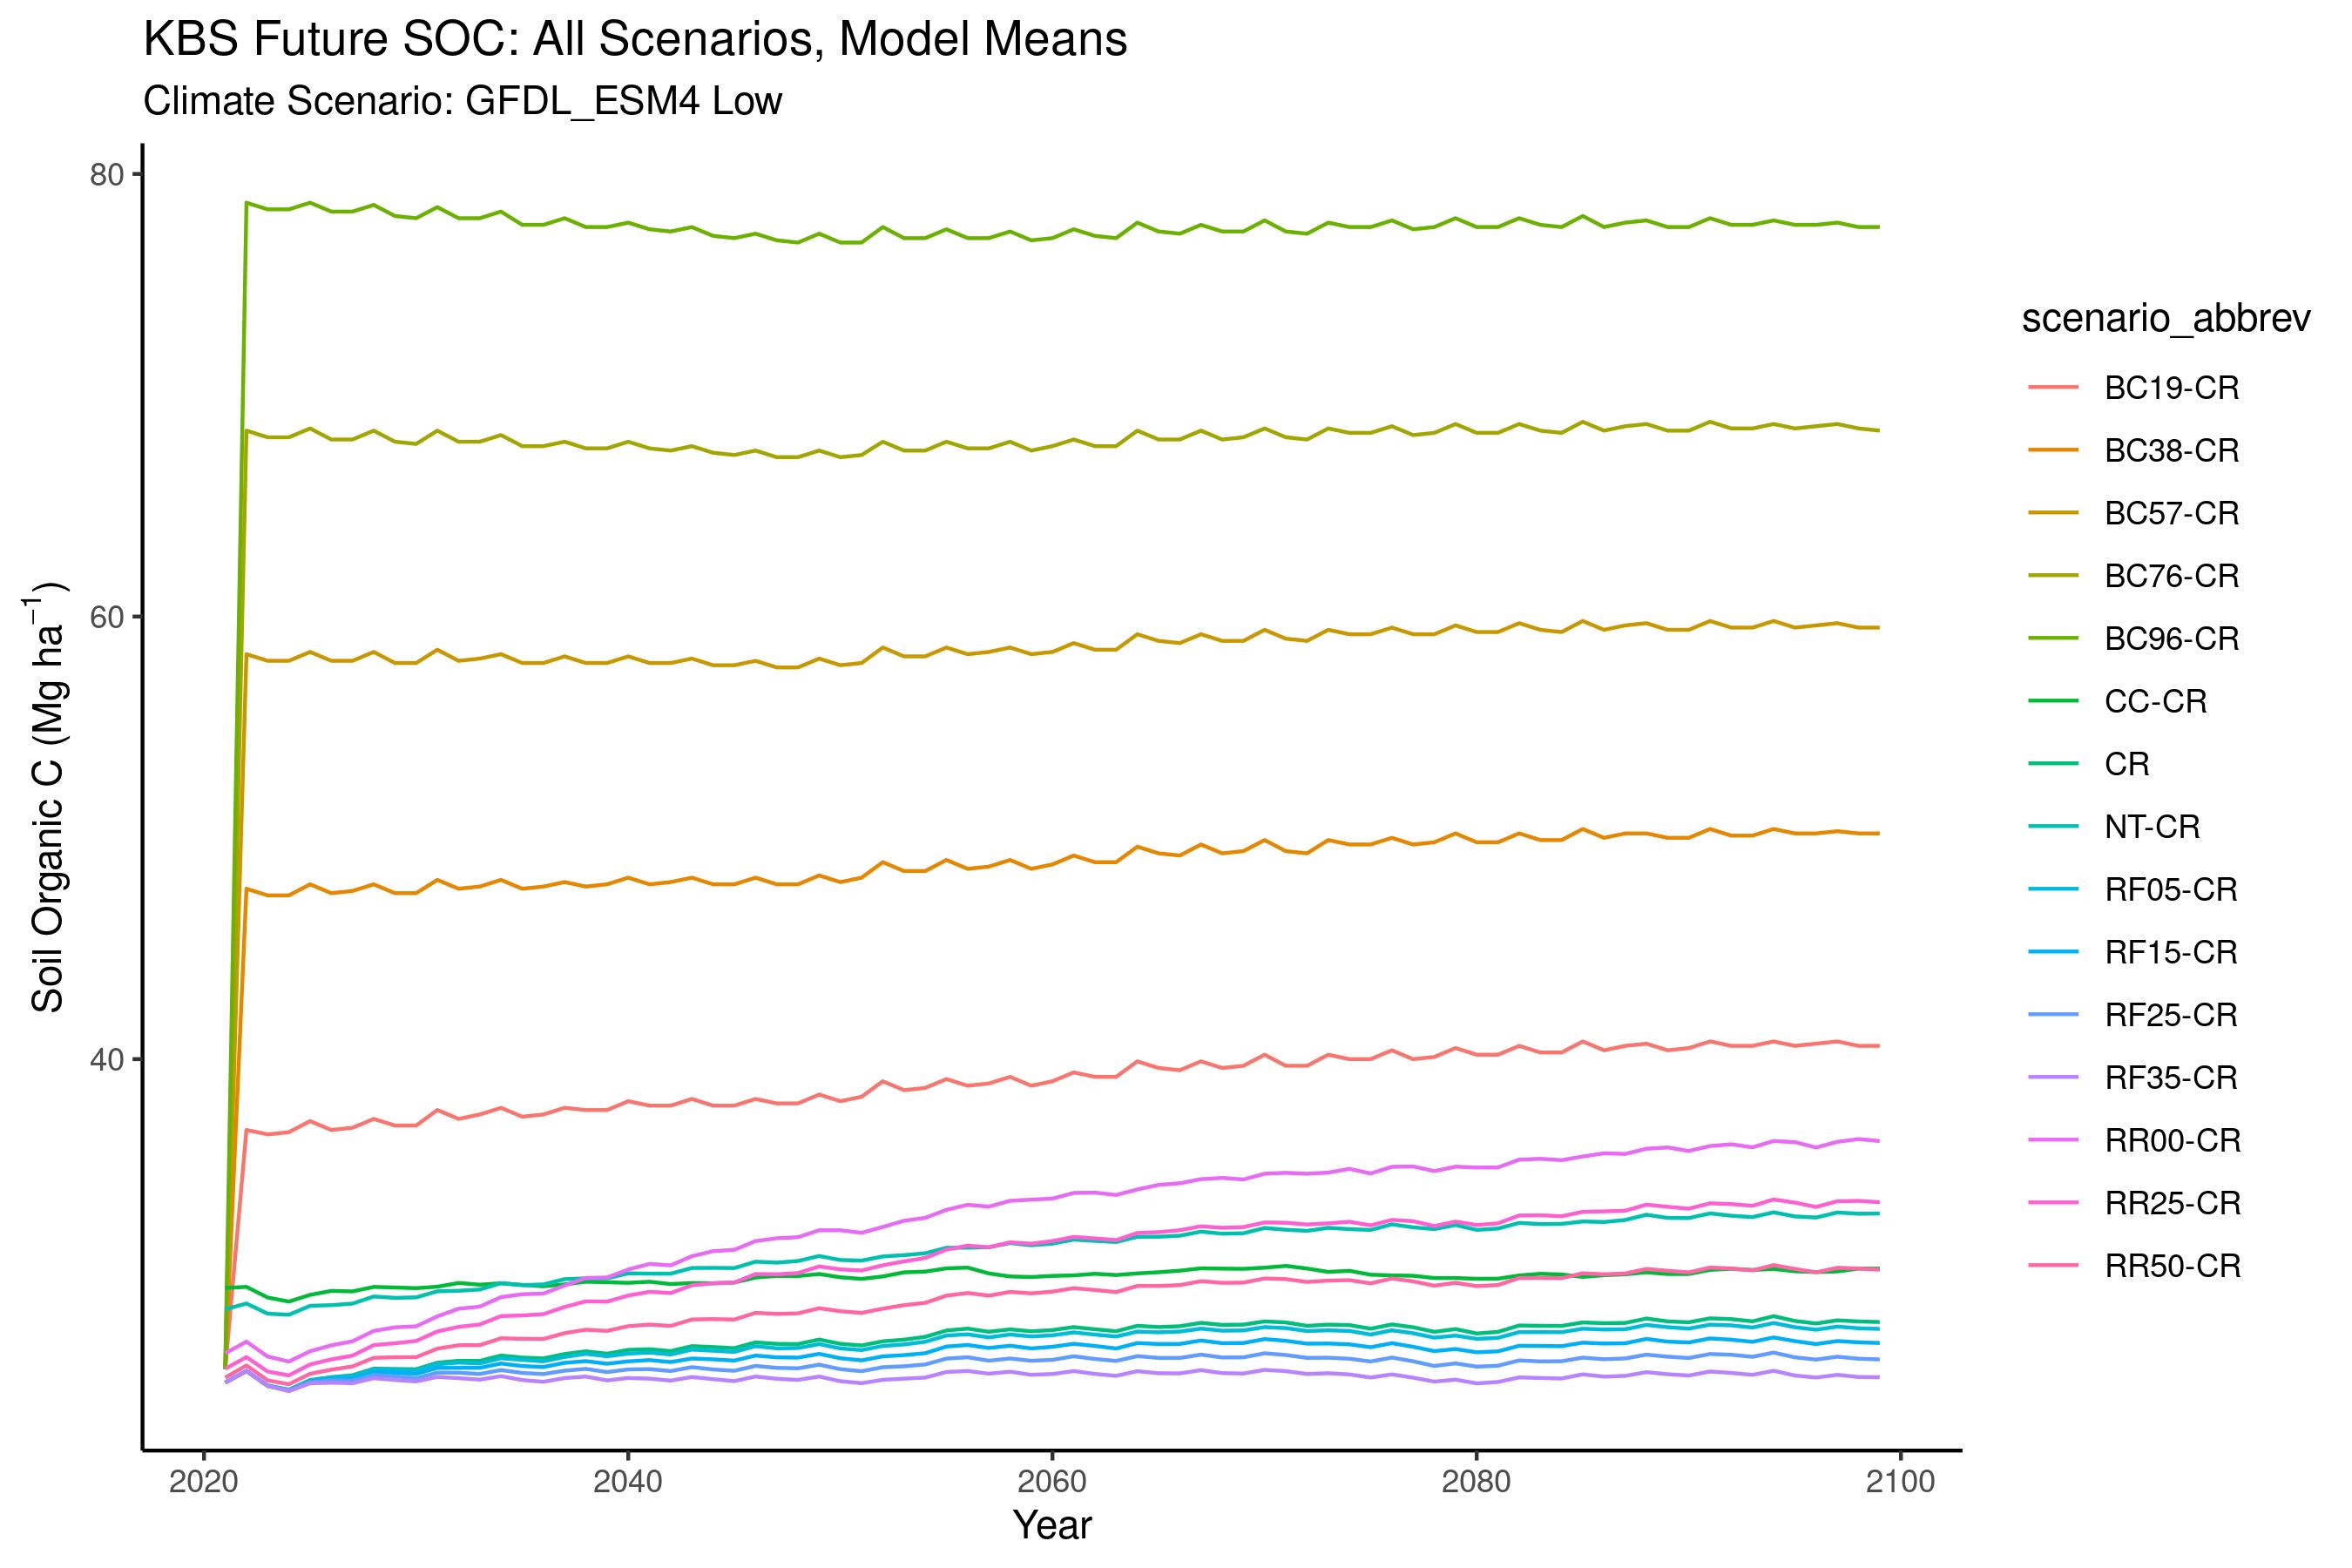 KBS Future SOC: All Scenarios, Model Means
Climate Scenario: GFDL_ESM4 Low
Soil Organic C (Mg ha⁻¹)
80
60
40
2020
2040
2060
2080
2100
Year
scenario_abbrev
BC19-CR
BC38-CR
BC57-CR
BC76-CR
BC96-CR
CC-CR
CR
NT-CR
RF05-CR
RF15-CR
RF25-CR
RF35-CR
RR00-CR
RR25-CR
RR50-CR